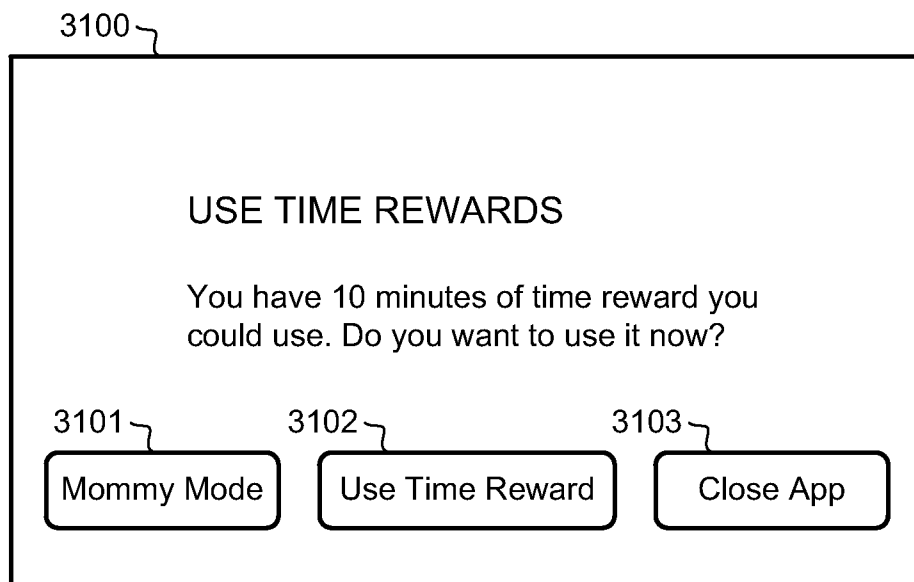 3100
USE TIME REWARDS
You have 10 minutes of time reward you
could use. Do you want to use it now?
3101 3102 3103
Mommy Mode Use Time Reward Close App